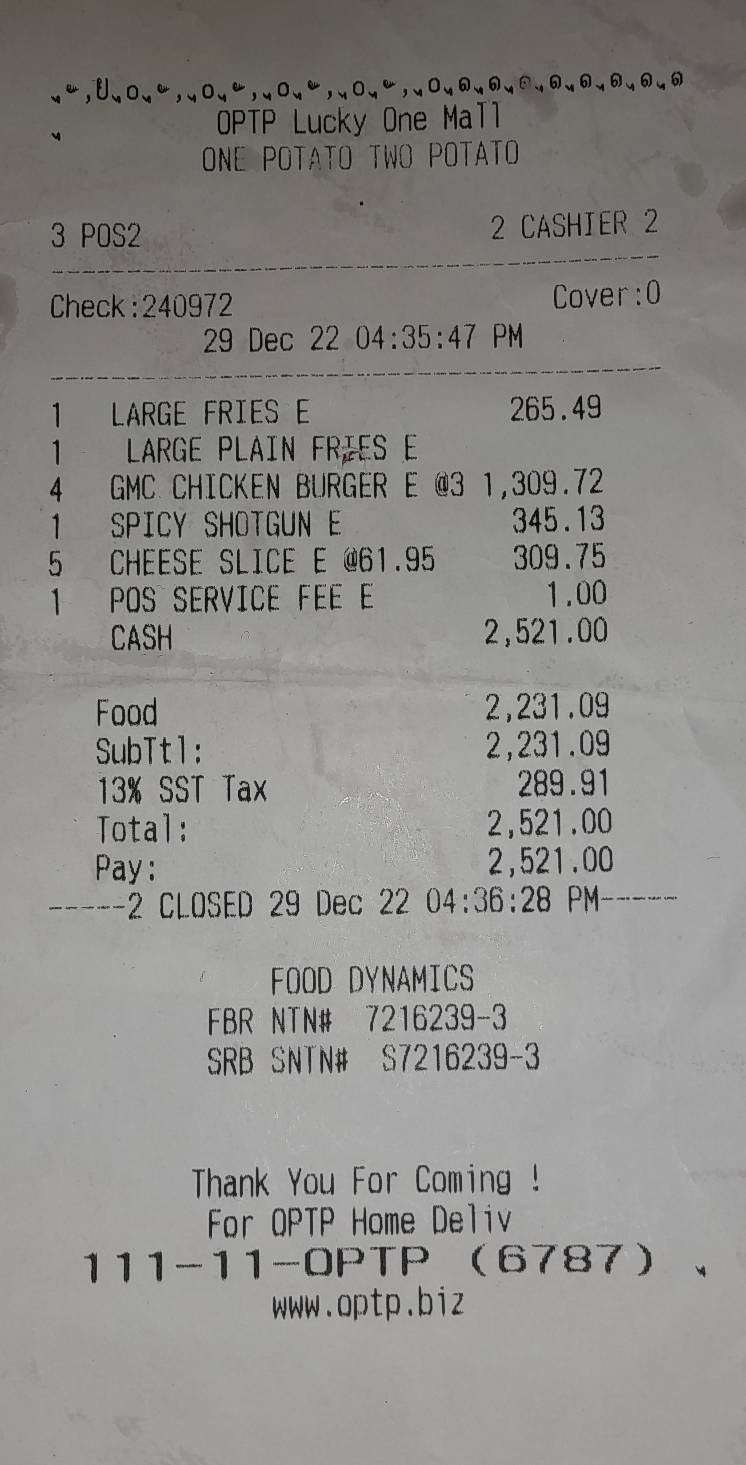 OPTP Lucky One Mall
ONE POTATO TWO POTATO
3 POS2 2 CASHIER 2
Check:240972 Cover:0
29 Dec 22 04:35:47 PM
1 LARGE FRIES E 265.49
1 LARGE PLAIN FRIES E
4 GMC CHICKEN BURGER E @3 1,309.72
1 SPICY SHOTGUN E 345.13
5 CHEESE SLICE E @61.95 309.75
1 POS SERVICE FEE E 1.00
CASH 2,521.00
Food 2,231.09
SubTtl: 2,231.09
13% SST Tax 289.91
Total: 2,521.00
Pay: 2,521.00
-----2 CLOSED 29 Dec 22 04:36:28 PM-----
FOOD DYNAMICS
FBR NTN# 7216239-3
SRB SNTN# S7216239-3
Thank You For Coming !
For OPTP Home Deliv
111-11-OPTP (6787)
www.optp.biz